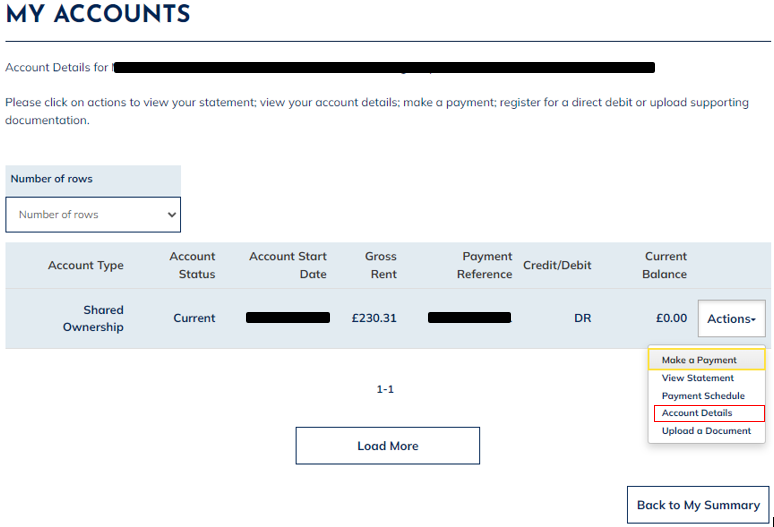 MY ACCOUNTS
Account Details for
Please click on actions to view your statement; view your account details; make a payment; register for a direct debit or upload supporting
documentation.
Number of rows
Number of rows
Account Type Account Status Account Start Date Gross Rent Payment Reference Credit/Debit Current Balance
Shared Ownership Current £230.31 DR £0.00 Actions
Make a Payment
View Statement
Payment Schedule
Account Details
Upload a Document
1-1
Load More
Back to My Summary